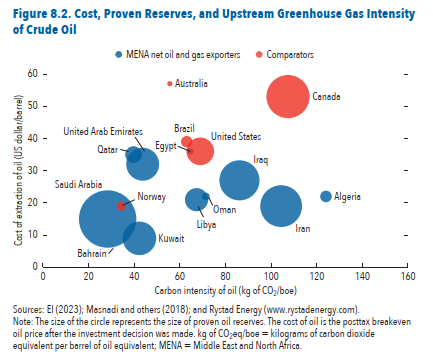 Figure 8.2. Cost, Proven Reserves, and Upstream Greenhouse Gas Intensity
of Crude Oil
MENA net oil and gas exporters
Comparators
Cost of extraction of oil (US dollar/barrel)
60
50
40
30
20
10
0
Australia
Canada
Brazil
United Arab Emirates
United States
Egypt
Qatar
Iraq
Saudi Arabia
Norway
Algeria
Oman
Libya
Iran
Kuwait
Bahrain
0 20 40 60 80 100 120 140 160
Carbon intensity of oil (kg of CO₂/boe)
Sources: EI (2023); Masnadi and others (2018); and Rystad Energy (www.rystadenergy.com).
Note: The size of the circle represents the size of proven oil reserves. The cost of oil is the posttax breakeven
oil price after the investment decision was made. kg of CO₂eq/boe = kilograms of carbon dioxide
equivalent per barrel of oil equivalent; MENA = Middle East and North Africa.